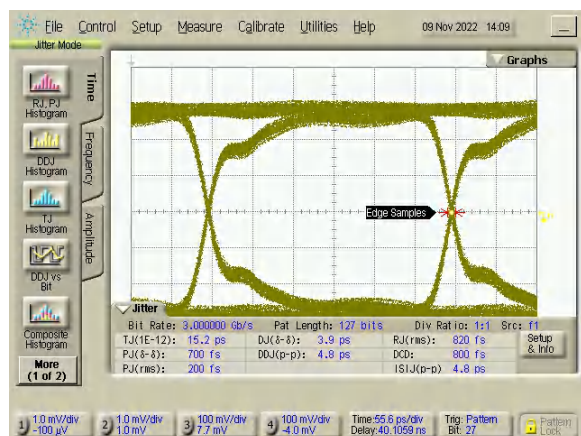 File Control Setup Measure Calibrate Utilities Help 09 Nov 2022 14:09
Jitter Mode
Graphs
RJ, PJ
Histogram
DDJ
Histogram
TJ
Histogram
DDJ vs
Bit
Composite
Histogram
More
(1 of 2)
Time
Frequency
Amplitude
Edge Samples
Jitter
Bit Rate: 3.000000 Gb/s Pat Length: 127 bits Div Ratio: 1:1 Src: f1
TJ(1E-12): 15.2 ps DJ(δ-δ): 3.9 ps RJ(rms): 820 fs
PJ(δ-δ): 700 fs DDJ(p-p): 4.8 ps DCD: 800 fs
PJ(rms): 200 fs ISIJ(p-p) 4.8 ps
Setup
& Info
1) 1.0 mV/div
-100 µV
2) 1.0 mV/div
1.0 mV
3) 100 mV/div
7.7 mV
4) 100 mV/div
-4.0 mV
Time:55.6 ps/div
Delay:40.1059 ns
Trig: Pattern
Bit: 27
Pattern
Lock